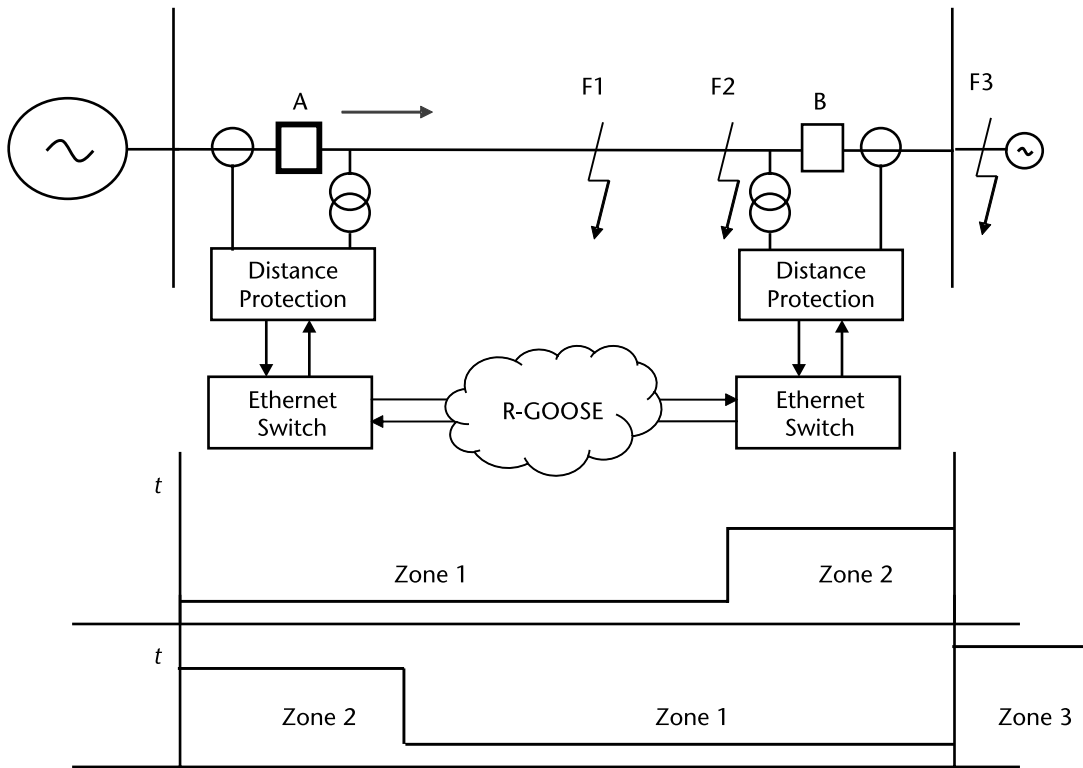 A
F1
F2
B
F3
Distance
Protection
Distance
Protection
Ethernet
Switch
R-GOOSE
Ethernet
Switch
t
Zone 1
Zone 2
t
Zone 2
Zone 1
Zone 3